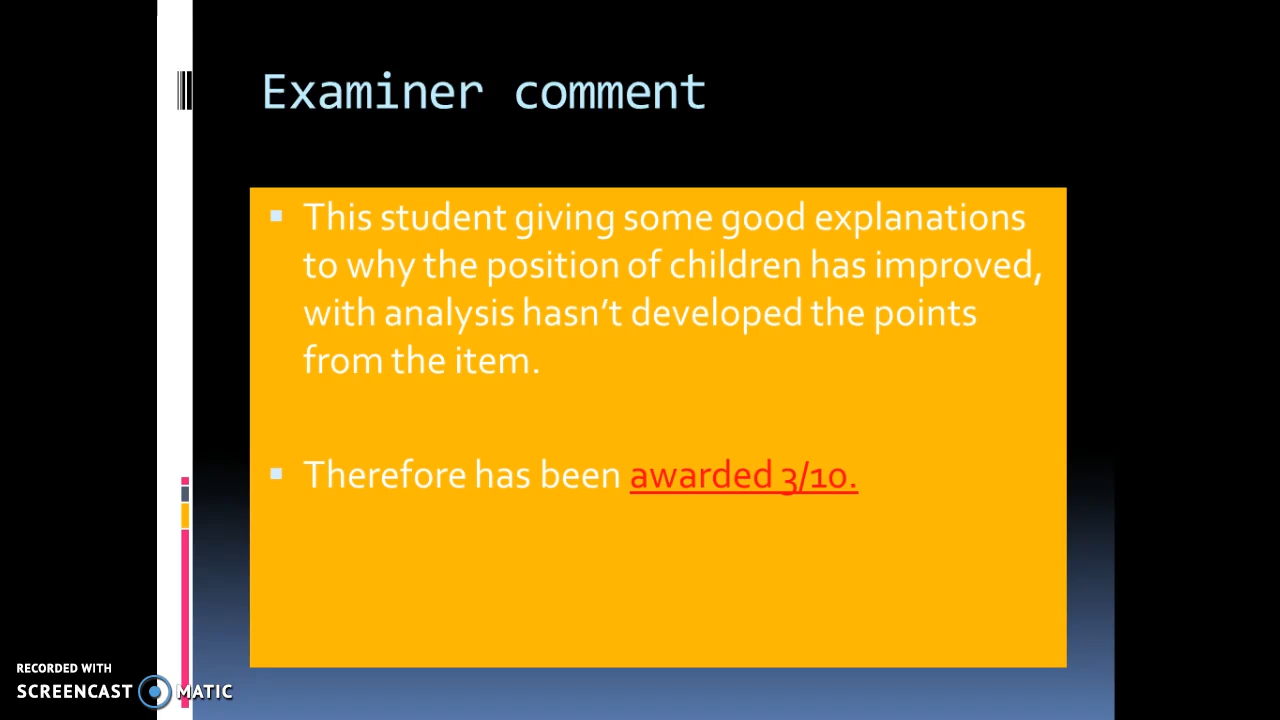 Examiner comment
This student giving some good explanations
to why the position of children has improved,
with analysis hasn’t developed the points
from the item.
Therefore has been awarded 3/10.
RECORDED WITH
SCREENCAST MATIC